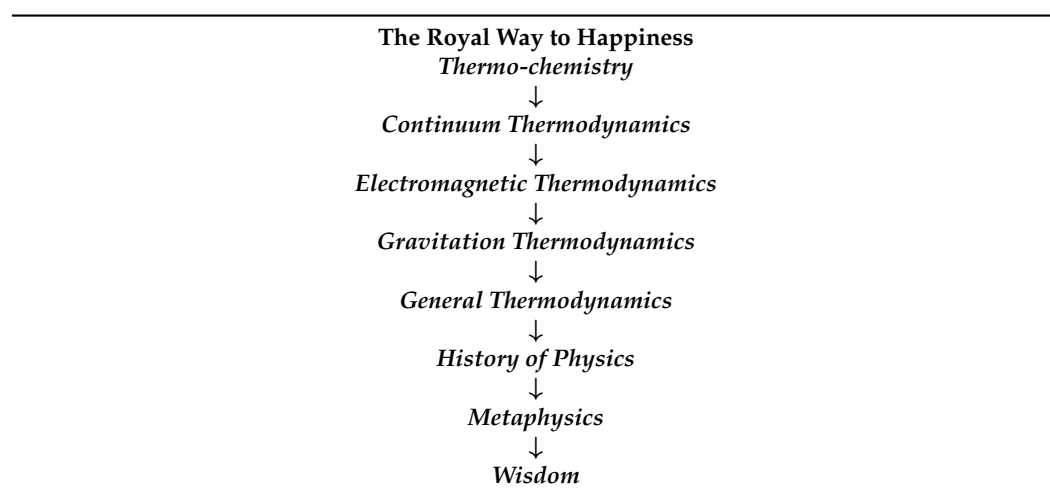 The Royal Way to Happiness
Thermo-chemistry
↓
Continuum Thermodynamics
↓
Electromagnetic Thermodynamics
↓
Gravitation Thermodynamics
↓
General Thermodynamics
↓
History of Physics
↓
Metaphysics
↓
Wisdom